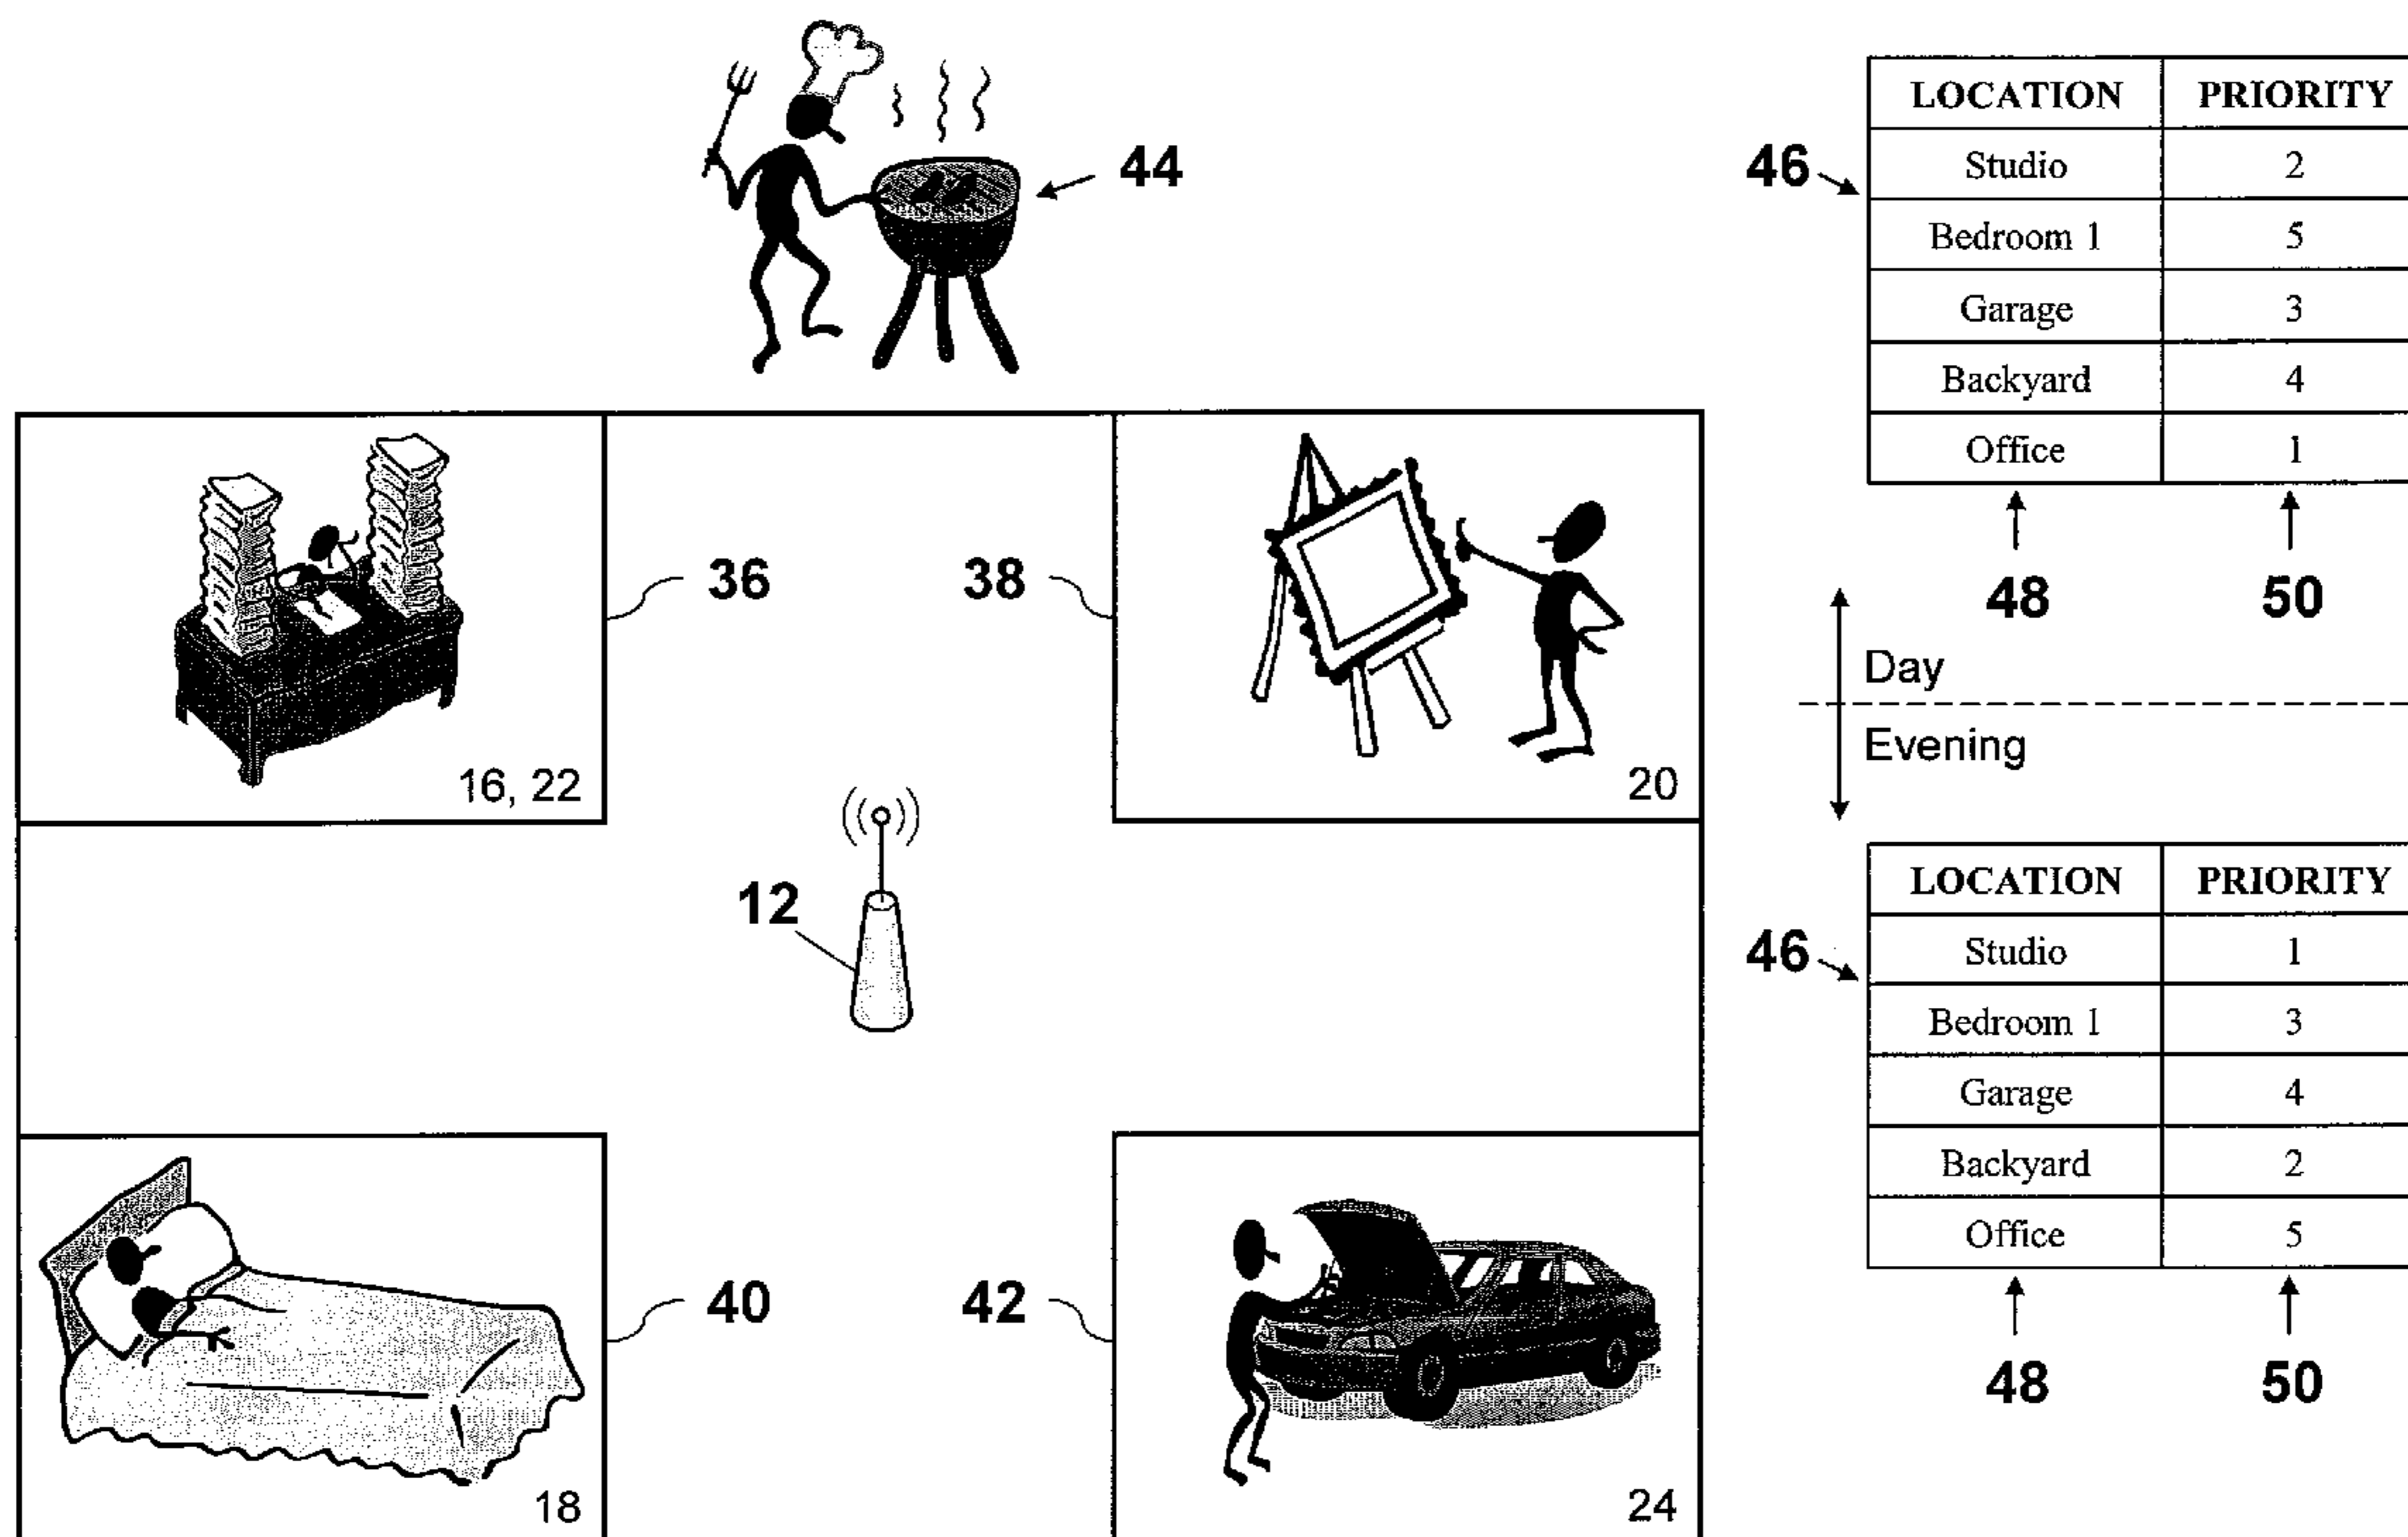 44
36
38
16, 22
20
12
40
42
18
24
LOCATION PRIORITY
46
Studio 2
Bedroom 1 5
Garage 3
Backyard 4
Office 1
48 50
Day
Evening
LOCATION PRIORITY
46
Studio 1
Bedroom 1 3
Garage 4
Backyard 2
Office 5
48 50